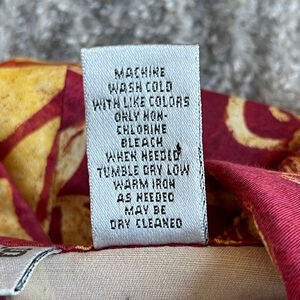 MACHINE
WASH COLD
WITH LIKE COLORS
ONLY NON-
CHLORINE
BLEACH
WHEN NEEDED
TUMBLE DRY LOW
WARM IRON
AS NEEDED
MAY BE
DRY CLEANED